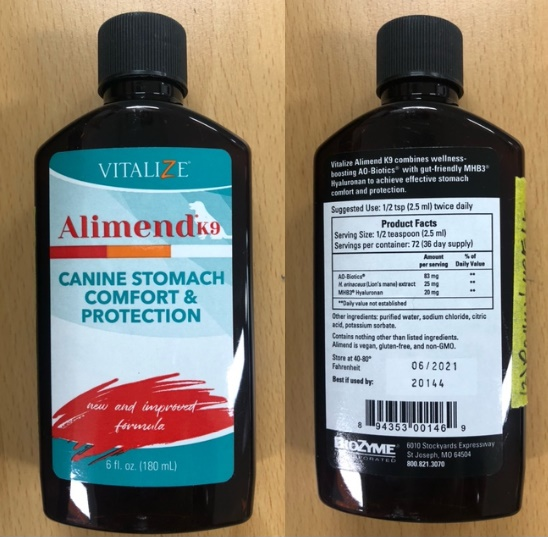 VITALIZE®
Alimend K9
CANINE STOMACH
COMFORT &
PROTECTION
new and improved
formula
6 fl. oz. (180 mL)
Vitalize Alimend K9 combines wellness-
boosting AO-Biotics® with gut-friendly MHB3®
Hyaluronan to achieve effective stomach
comfort and protection.
Suggested Use: 1/2 tsp (2.5 ml) twice daily
Product Facts
Serving Size: 1/2 teaspoon (2.5 ml)
Servings per container: 72 (36 day supply)
Amount per serving % of Daily Value
AO-Biotics® 83 mg **
H. erinaceus (Lion's mane) extract 25 mg **
MHB3® Hyaluronan 20 mg **
**Daily value not established
Other ingredients: purified water, sodium chloride, citric
acid, potassium sorbate.
Contains nothing other than listed ingredients.
Alimend is vegan, gluten-free, and non-GMO.
Store at 40-80°
Fahrenheit
06/2021
Best if used by: 20144
8 94353 00146 9
BIOZYME®
INCORPORATED
6010 Stockyards Expressway
St Joseph, MO 64504
800.821.3070